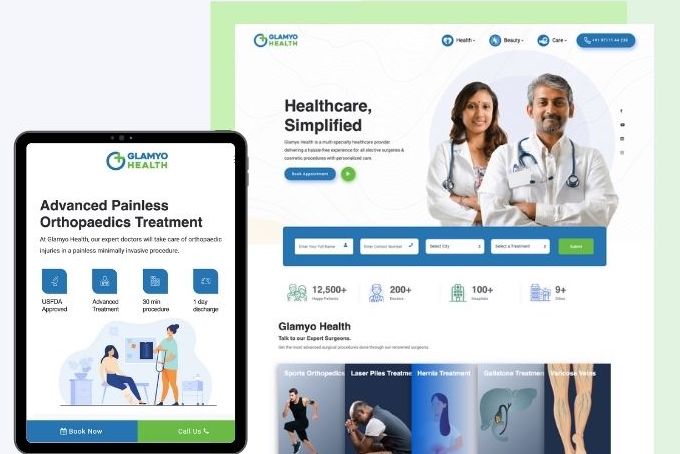 GLAMYO
HEALTH
Health
Beauty
Care
Healthcare,
Simplified
Glamyo Health is a multi-specialty healthcare provider
delivering a hassle-free experience for all elective surgeries &
cosmetic procedures with personalized care.
Book Appointment
Enter Your Full Name
Enter Contact Number
Select City
Select a Treatment
Submit
12,500+
Happy Patients
200+
Doctors
100+
Hospitals
9+
Cities
Glamyo Health
Talk to our Expert Surgeons.
Get the most advanced surgical procedures done through our renowned surgeons.
Sports Orthopedics
Laser Piles Treatme
Hernia Treatment
Gallstone Treatmen
Varicose Veins
GLAMYO
HEALTH
Advanced Painless
Orthopaedics Treatment
At Glamyo Health, our expert doctors will take care of orthopaedic
injuries in a painless minimally invasive procedure.
USFDA
Approved
Advanced
Treatment
30 min
procedure
1 day
discharge
Book Now
Call Us